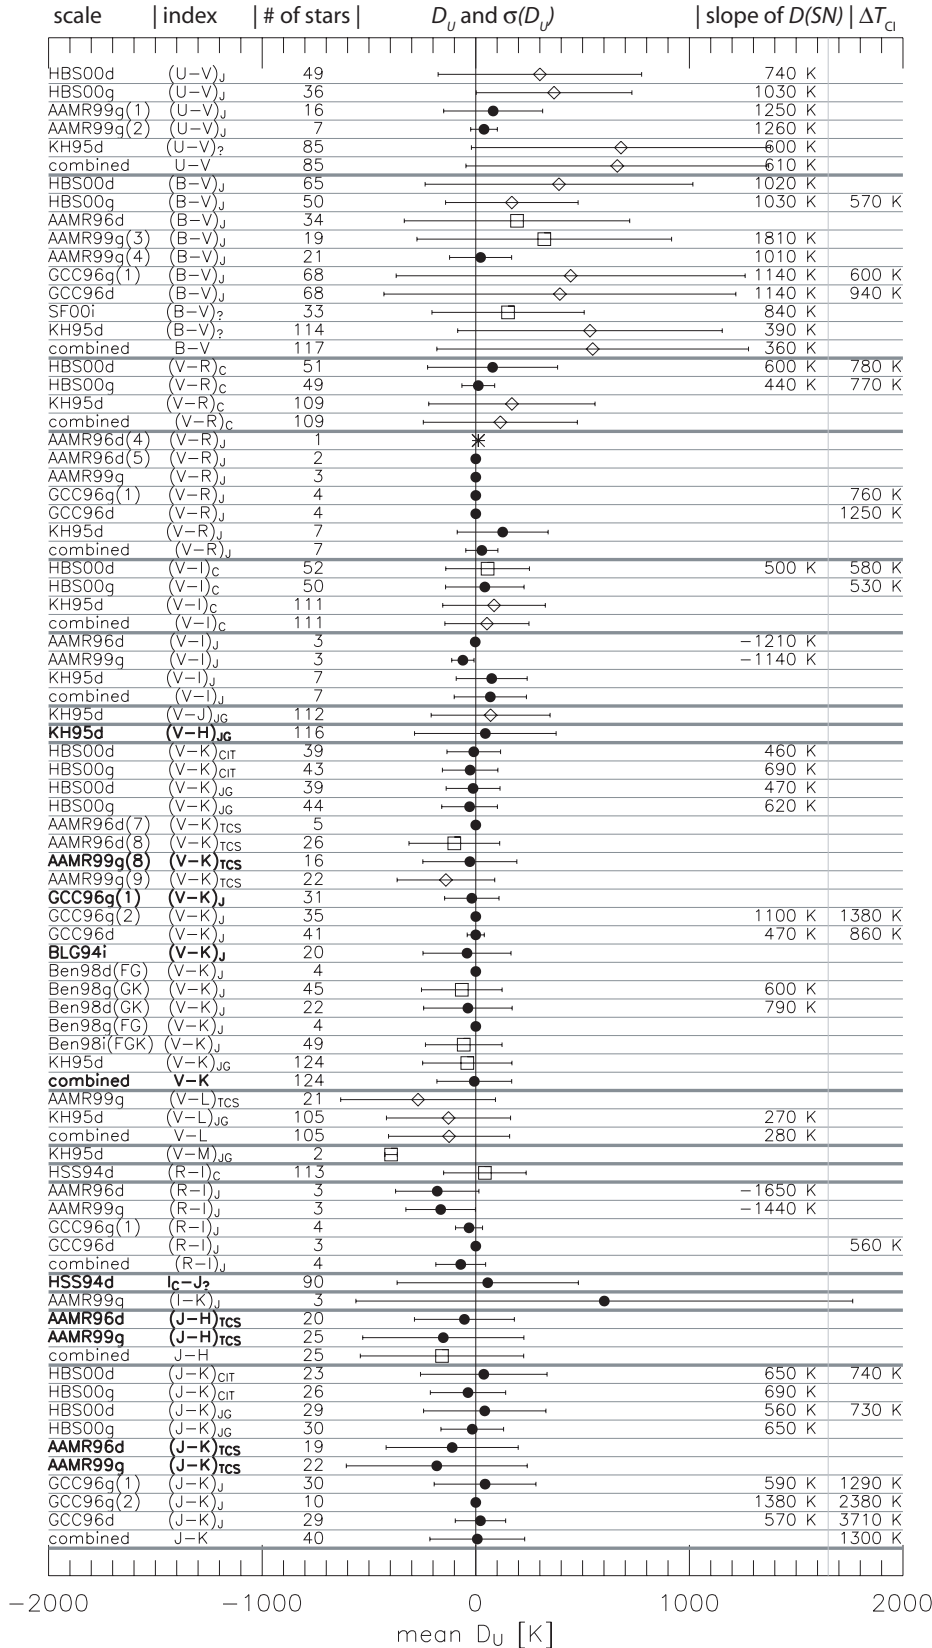 scale | index | # of stars | D_U and σ(D_U) | slope of D(SN) | ΔT_CI
HBS00d (U−V)_J 49 740 K
HBS00g (U−V)_J 36 1030 K
AAMR99g(1) (U−V)_J 16 1250 K
AAMR99g(2) (U−V)_J 7 1260 K
KH95d (U−V)_? 85 600 K
combined U−V 85 610 K
HBS00d (B−V)_J 65 1020 K
HBS00g (B−V)_J 50 1030 K 570 K
AAMR96d (B−V)_J 34
AAMR99g(3) (B−V)_J 19 1810 K
AAMR99g(4) (B−V)_J 21 1010 K
GCC96g(1) (B−V)_J 68 1140 K 600 K
GCC96d (B−V)_J 68 1140 K 940 K
SF00i (B−V)_? 33 840 K
KH95d (B−V)_? 114 390 K
combined B−V 117 360 K
HBS00d (V−R)_C 51 600 K 780 K
HBS00g (V−R)_C 49 440 K 770 K
KH95d (V−R)_C 109
combined (V−R)_C 109
AAMR96d(4) (V−R)_J 1
AAMR96d(5) (V−R)_J 2
AAMR99g (V−R)_J 3
GCC96g(1) (V−R)_J 4 760 K
GCC96d (V−R)_J 4 1250 K
KH95d (V−R)_J 7
combined (V−R)_J 7
HBS00d (V−I)_C 52 500 K 580 K
HBS00g (V−I)_C 50 530 K
KH95d (V−I)_C 111
combined (V−I)_C 111
AAMR96d (V−I)_J 3 −1210 K
AAMR99g (V−I)_J 3 −1140 K
KH95d (V−I)_J 7
combined (V−I)_J 7
KH95d (V−J)_JG 112
KH95d (V−H)_JG 116
HBS00d (V−K)_CIT 39 460 K
HBS00g (V−K)_CIT 43 690 K
HBS00d (V−K)_JG 39 470 K
HBS00g (V−K)_JG 44 620 K
AAMR96d(7) (V−K)_TCS 5
AAMR96d(8) (V−K)_TCS 26
AAMR99g(8) (V−K)_TCS 16
AAMR99g(9) (V−K)_TCS 22
GCC96g(1) (V−K)_J 31
GCC96g(2) (V−K)_J 35 1100 K 1380 K
GCC96d (V−K)_J 41 470 K 860 K
BLG94i (V−K)_J 20
Ben98d(FG) (V−K)_J 4
Ben98g(GK) (V−K)_J 45 600 K
Ben98d(GK) (V−K)_J 22 790 K
Ben98g(FG) (V−K)_J 4
Ben98i(FGK) (V−K)_J 49
KH95d (V−K)_JG 124
combined V−K 124
AAMR99g (V−L)_TCS 21
KH95d (V−L)_JG 105 270 K
combined V−L 105 280 K
KH95d (V−M)_JG 2
HSS94d (R−I)_C 113
AAMR96d (R−I)_J 3 −1650 K
AAMR99g (R−I)_J 3 −1440 K
GCC96g(1) (R−I)_J 4
GCC96d (R−I)_J 3 560 K
combined (R−I)_J 4
HSS94d I_C−J_? 90
AAMR99g (I−K)_J 3
AAMR96d (J−H)_TCS 20
AAMR99g (J−H)_TCS 25
combined J−H 25
HBS00d (J−K)_CIT 23 650 K 740 K
HBS00g (J−K)_CIT 26 690 K
HBS00d (J−K)_JG 29 560 K 730 K
HBS00g (J−K)_JG 30 650 K
AAMR96d (J−K)_TCS 19
AAMR99g (J−K)_TCS 22
GCC96g(1) (J−K)_J 30 590 K 1290 K
GCC96g(2) (J−K)_J 10 1380 K 2380 K
GCC96d (J−K)_J 29 570 K 3710 K
combined J−K 40 1300 K
−2000 −1000 0 1000 2000
mean D_U [K]